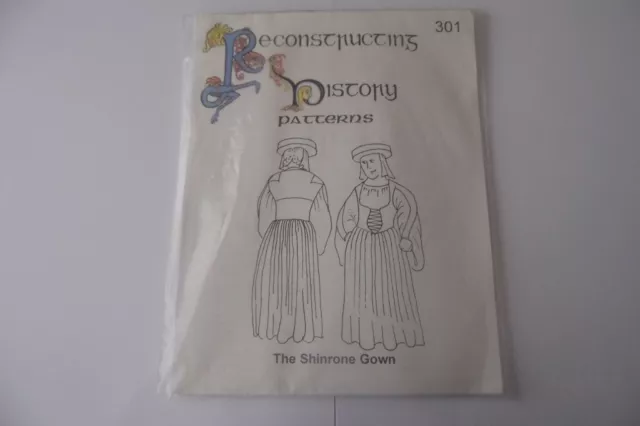 301
Reconstructing
History
Patterns
The Shinrone Gown